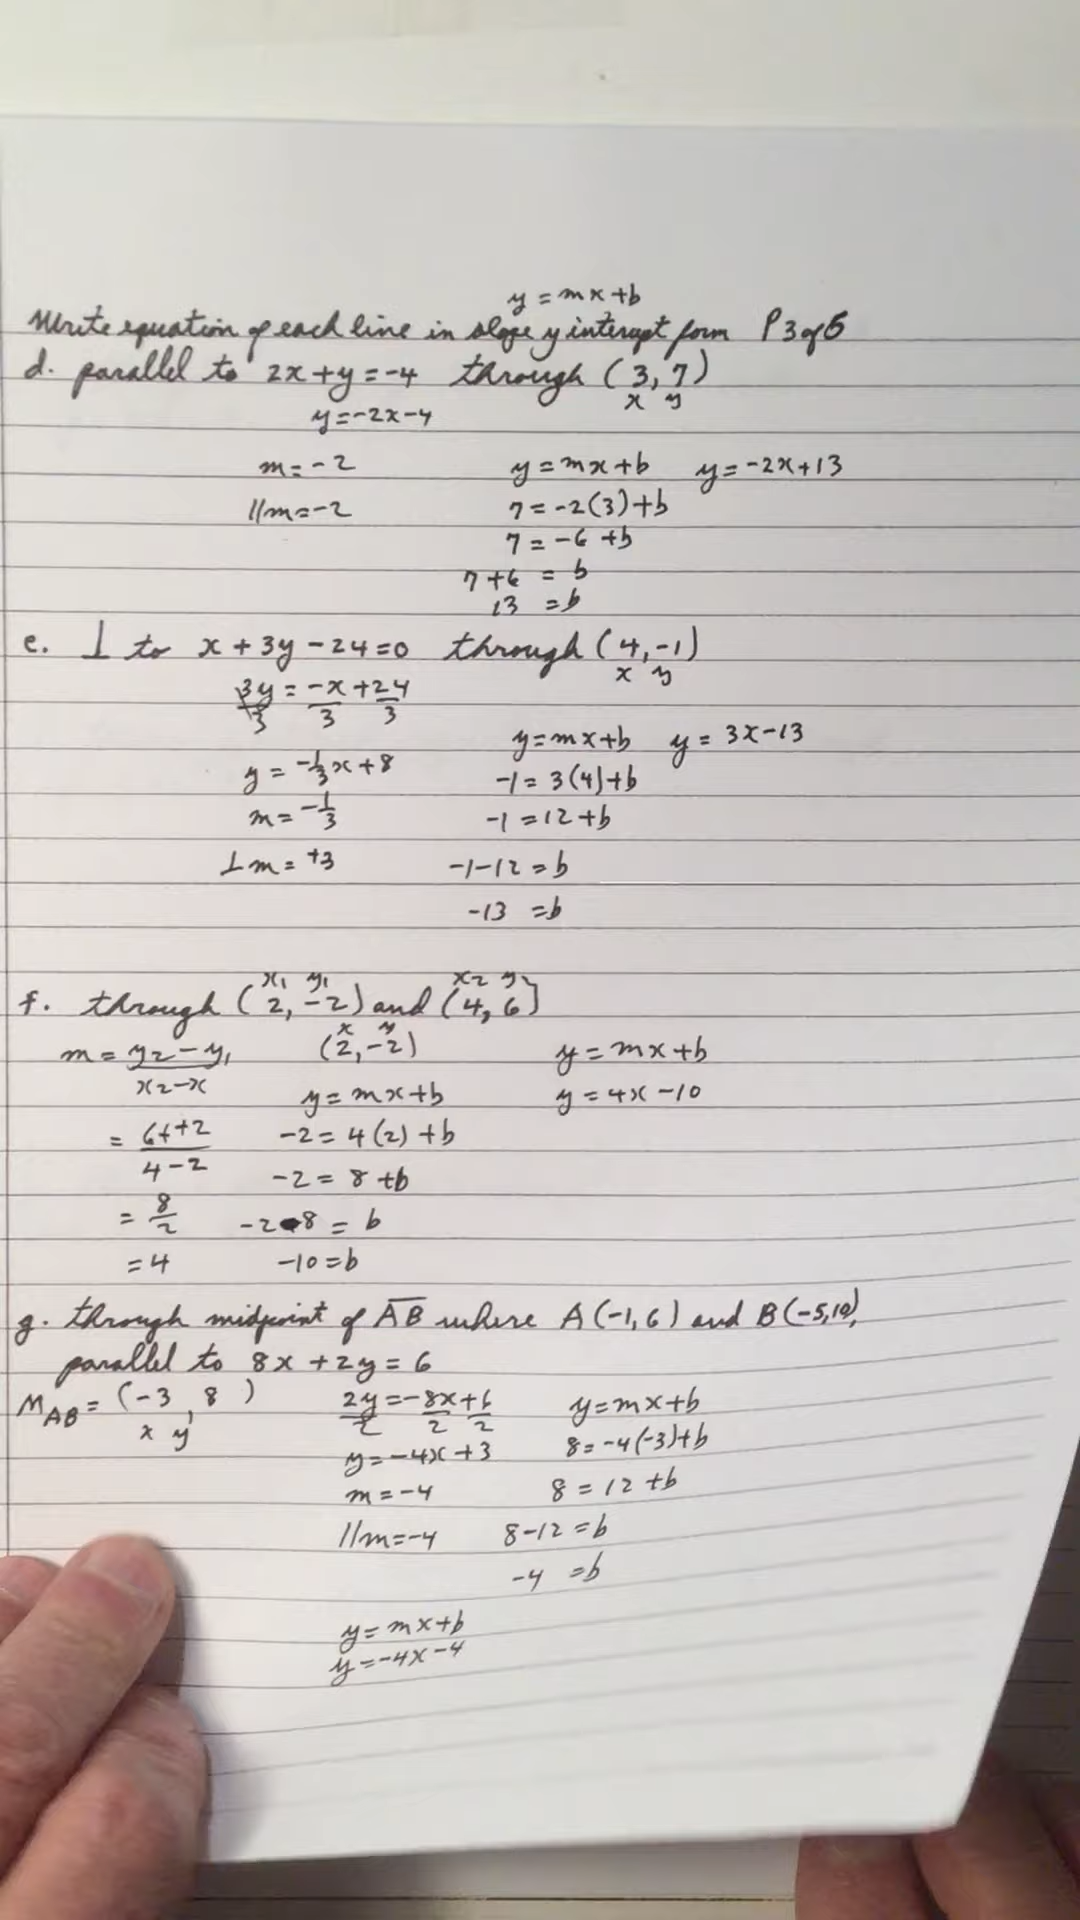 y = mx+b
Write equation of each line in slope y intercept form P 3 of 5
d. parallel to 2x+y=-4 through (3, 7)
x y
y=-2x-4
m=-2 y=mx+b y=-2x+13
//m=-2 7=-2(3)+b
7=-6+b
7+6 = b
13 =b
e. ⊥ to x+3y-24=0 through (4,-1)
x y
3y = -x+24
3 3 3
y=mx+b y = 3x-13
y = -1/3x+8 -1=3(4)+b
m=-1/3 -1=12+b
⊥m=+3 -1-12=b
-13 =b
x1 y1 x2 y2
f. through (2,-2) and (4, 6)
x y
m = y2-y1 (2,-2) y = mx+b
x2-x y=mx+b y=4x-10
= 6++2 -2=4(2)+b
4-2 -2=8+b
= 8/2 -2-8 = b
=4 -10=b
g. through midpoint of AB where A(-1,6) and B(-5,10),
parallel to 8x+2y=6
MAB = (-3, 8) 2y=-8x+6 y=mx+b
x y 2 2 2
y=-4x+3 8=-4(-3)+b
m=-4 8=12+b
//m=-4 8-12=b
-4 =b
y=mx+b
y=-4x-4